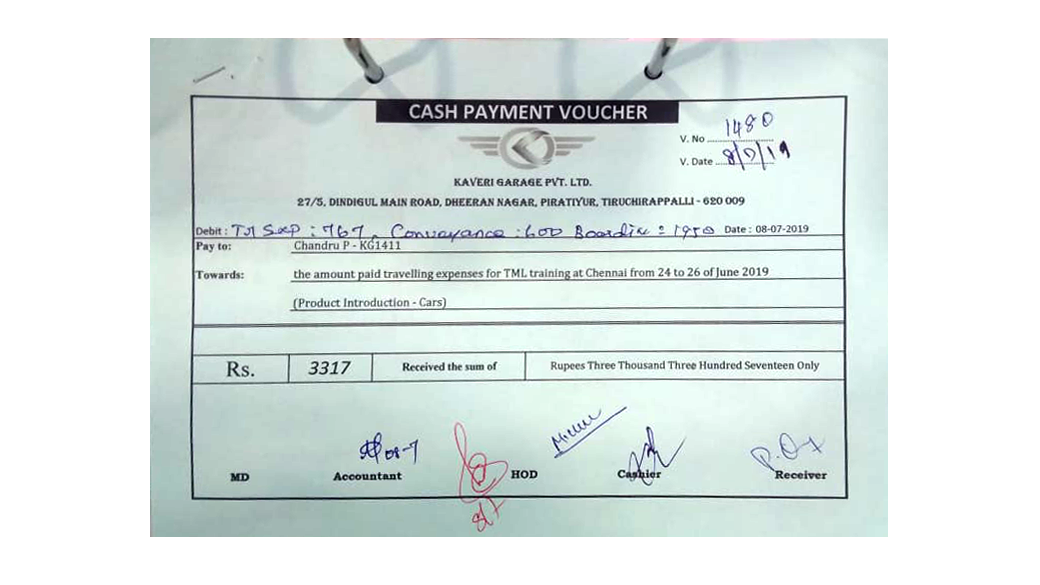 CASH PAYMENT VOUCHER
V. No 1480
V. Date 8/7/19
KAVERI GARAGE PVT. LTD.
27/5, DINDIGUL MAIN ROAD, DHEERAN NAGAR, PIRATIYUR, TIRUCHIRAPPALLI - 620 009
Debit : : 767, Conveyance : 600 : 1950 Date : 08-07-2019
Pay to: Chandru P - KG1411
Towards: the amount paid travelling expenses for TML training at Chennai from 24 to 26 of June 2019
(Product Introduction - Cars)
Rs. 3317 Received the sum of Rupees Three Thousand Three Hundred Seventeen Only
08-7
MD Accountant HOD Cashier Receiver